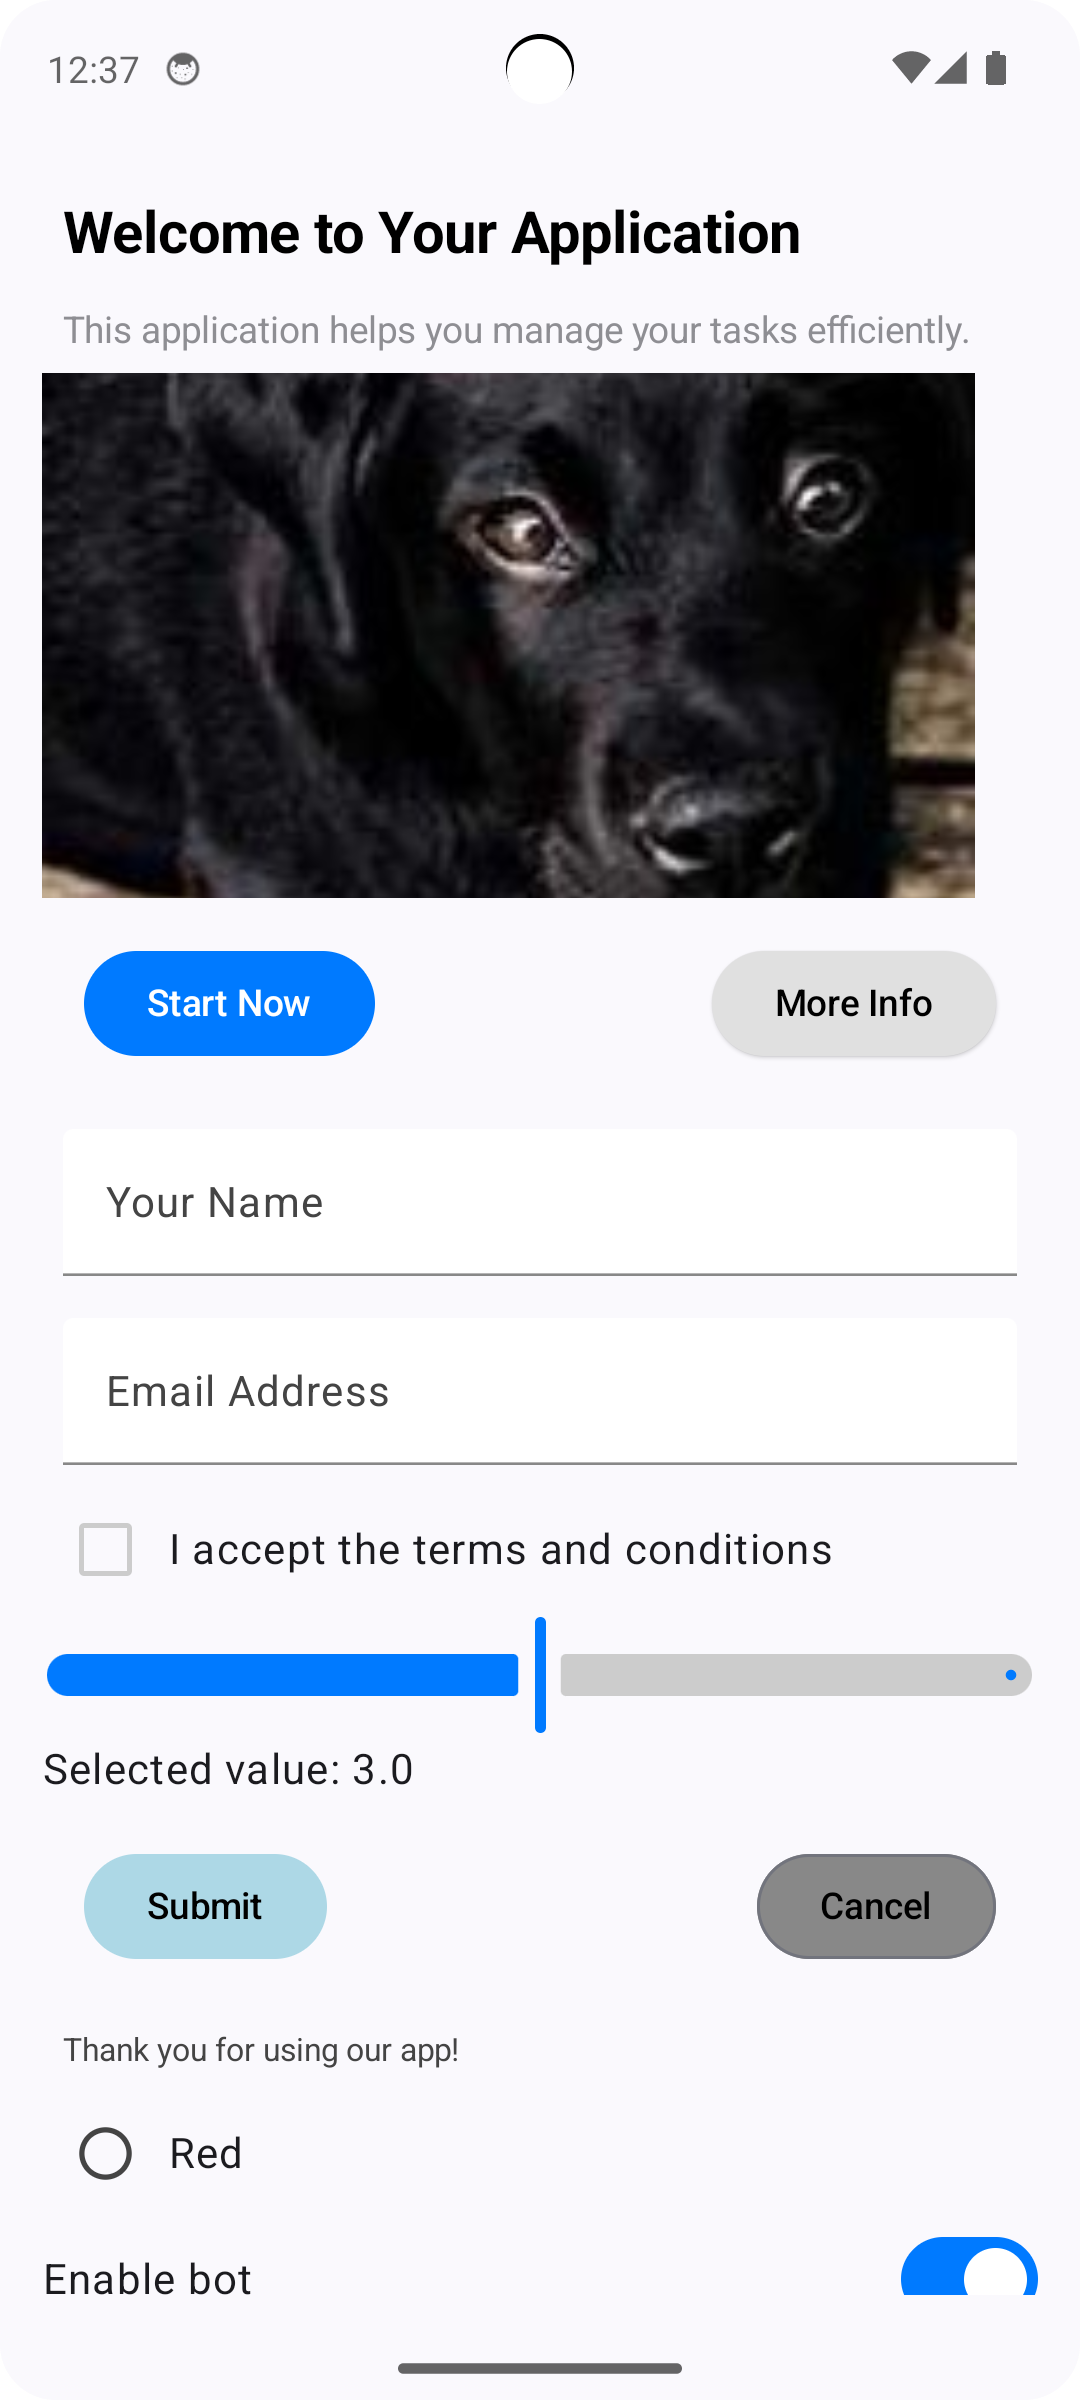 12:37
Welcome to Your Application
This application helps you manage your tasks efficiently.
Start Now
More Info
Your Name
Email Address
I accept the terms and conditions
Selected value: 3.0
Submit
Cancel
Thank you for using our app!
Red
Enable bot